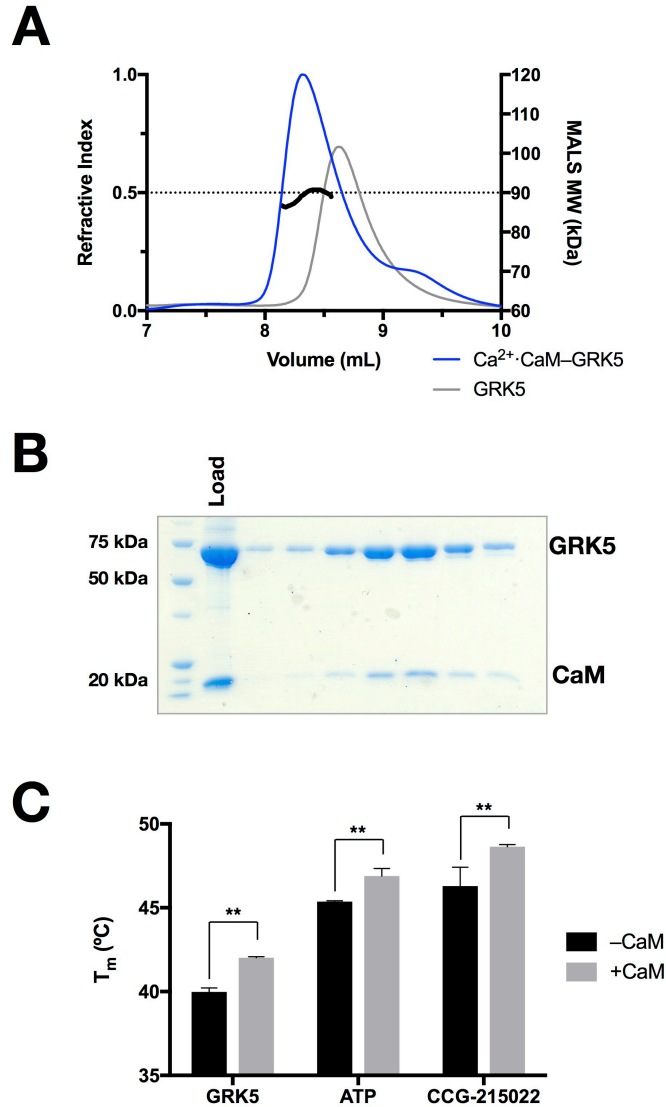 A
1.0
0.5
0.0
Refractive Index
120
110
100
90
80
70
60
MALS MW (kDa)
7
8
9
10
Volume (mL)
Ca²⁺·CaM–GRK5
GRK5
B
Load
75 kDa
50 kDa
20 kDa
GRK5
CaM
C
50
45
40
35
Tm (ºC)
**
**
**
GRK5
ATP
CCG-215022
–CaM
+CaM